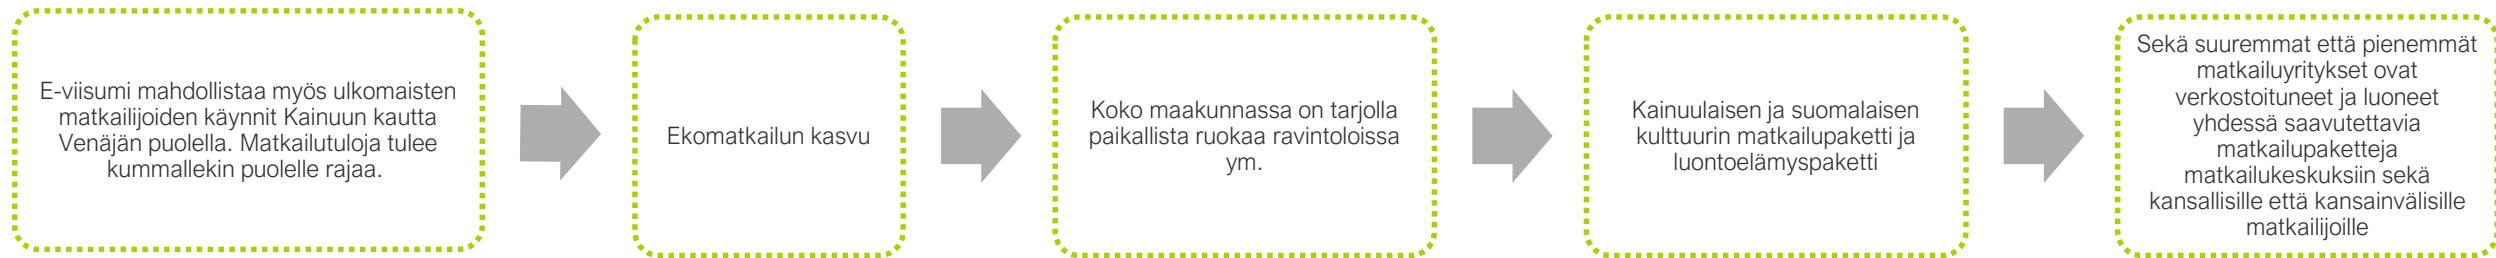 E-viisumi mahdollistaa myös ulkomaisten
matkailijoiden käynnit Kainuun kautta
Venäjän puolella. Matkailutuloja tulee
kummallekin puolelle rajaa.
Ekomatkailun kasvu
Koko maakunnassa on tarjolla
paikallista ruokaa ravintoloissa
ym.
Kainuulaisen ja suomalaisen
kulttuurin matkailupaketti ja
luontoelämyspaketti
Sekä suuremmat että pienemmät
matkailuyritykset ovat
verkostoituneet ja luoneet
yhdessä saavutettavia
matkailupaketteja
matkailukeskuksiin sekä
kansallisille että kansainvälisille
matkailijoille